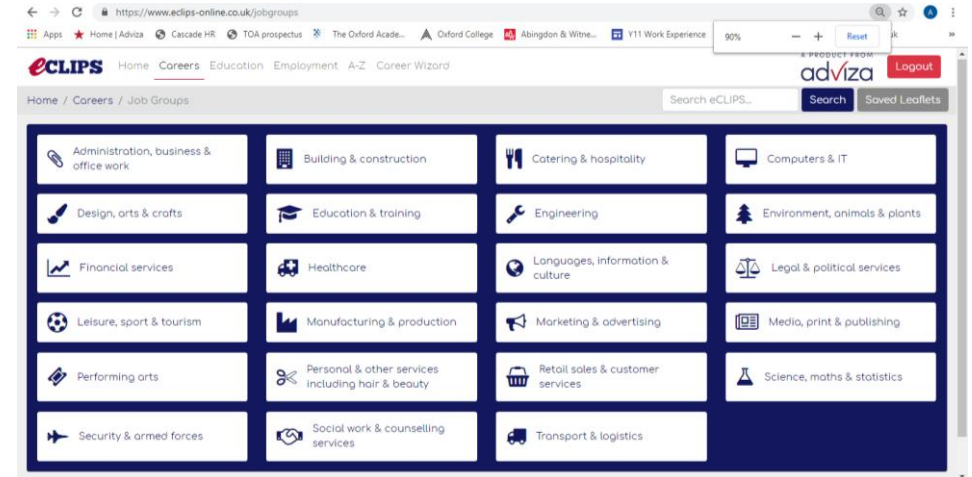 https://www.eclips-online.co.uk/jobgroups
Apps Home | Adviza Cascade HR TOA prospectus The Oxford Acade... Oxford College Abingdon & Witne... Y11 Work Experience
90% Reset
eCLIPS Home Careers Education Employment A-Z Career Wizard
A PRODUCT FROM
adviza Logout
Home / Careers / Job Groups Search eCLIPS... Search Saved Leaflets
Administration, business &
office work
Building & construction
Catering & hospitality
Computers & IT
Design, arts & crafts
Education & training
Engineering
Environment, animals & plants
Financial services
Healthcare
Languages, information &
culture
Legal & political services
Leisure, sport & tourism
Manufacturing & production
Marketing & advertising
Media, print & publishing
Performing arts
Personal & other services
including hair & beauty
Retail sales & customer
services
Science, maths & statistics
Security & armed forces
Social work & counselling
services
Transport & logistics